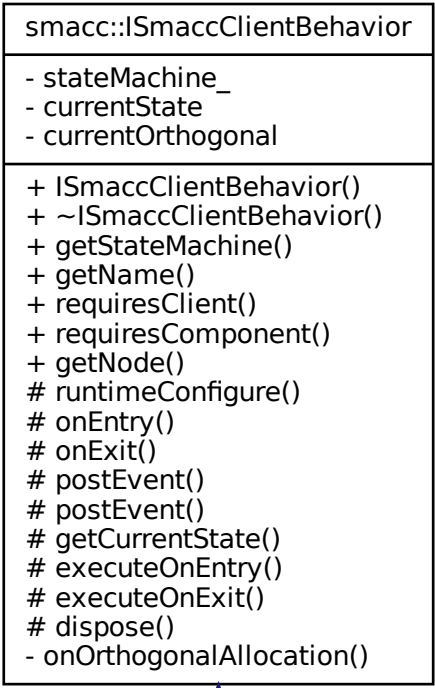 smacc::ISmaccClientBehavior
- stateMachine_
- currentState
- currentOrthogonal
+ ISmaccClientBehavior()
+ ~ISmaccClientBehavior()
+ getStateMachine()
+ getName()
+ requiresClient()
+ requiresComponent()
+ getNode()
# runtimeConfigure()
# onEntry()
# onExit()
# postEvent()
# postEvent()
# getCurrentState()
# executeOnEntry()
# executeOnExit()
# dispose()
- onOrthogonalAllocation()